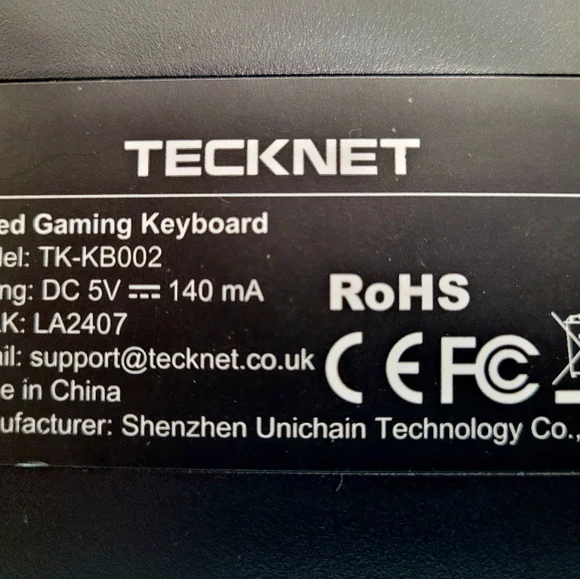 TECKNET
ed Gaming Keyboard
el: TK-KB002
ng: DC 5V 140 mA
K: LA2407
ail: support@tecknet.co.uk
e in China
ufacturer: Shenzhen Unichain Technology Co.,
RoHS
CE FC